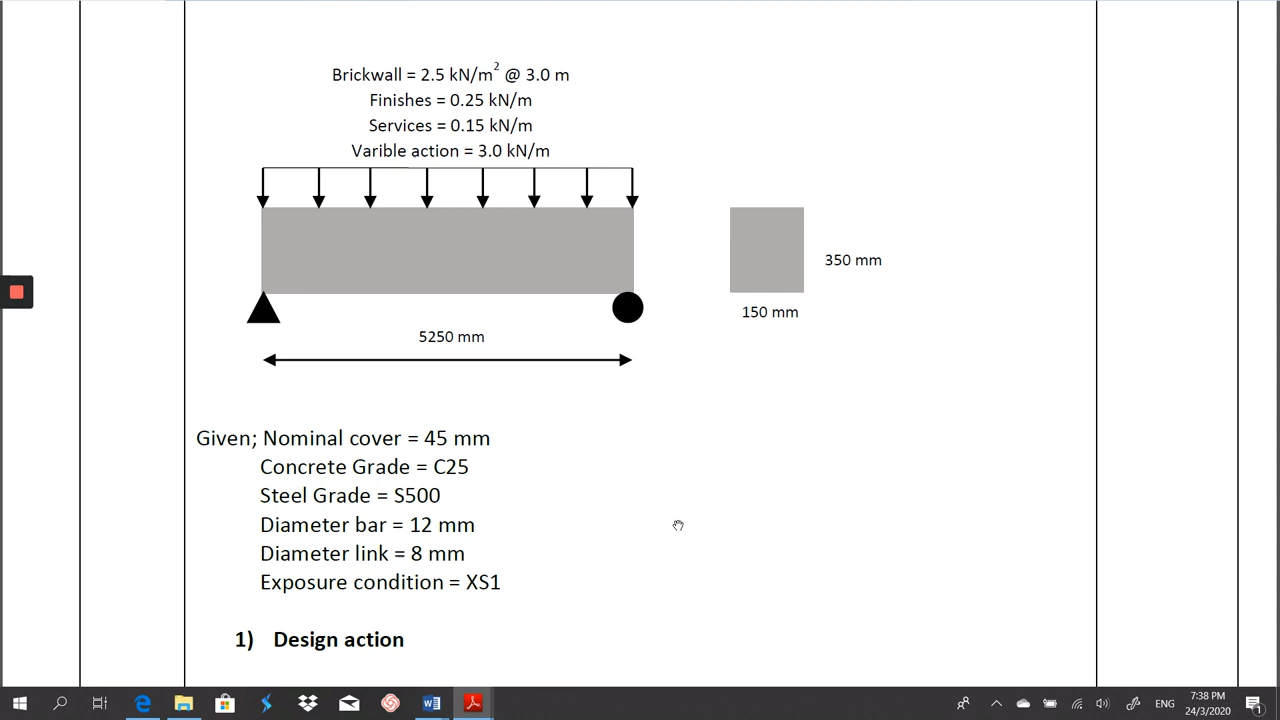 Brickwall = 2.5 kN/m² @ 3.0 m
Finishes = 0.25 kN/m
Services = 0.15 kN/m
Varible action = 3.0 kN/m
350 mm
150 mm
5250 mm
Given; Nominal cover = 45 mm
Concrete Grade = C25
Steel Grade = S500
Diameter bar = 12 mm
Diameter link = 8 mm
Exposure condition = XS1
1) Design action
ENG
7:38 PM
24/3/2020
1